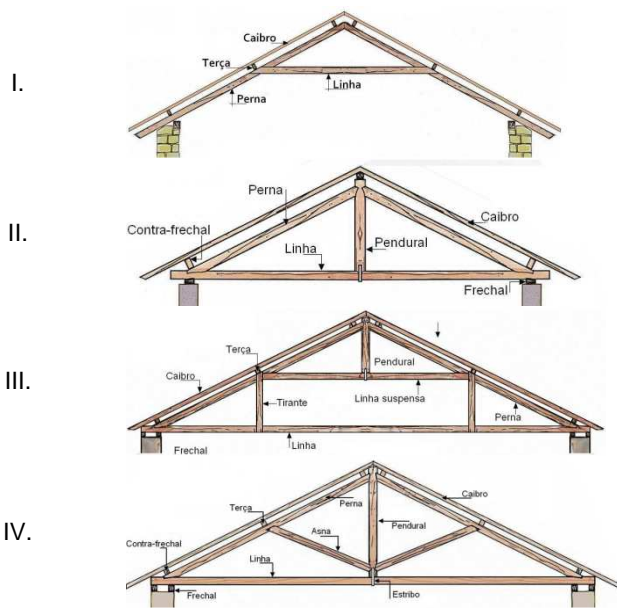 I.
Caibro
Terça
Linha
Perna
II.
Perna
Contra-frechal
Caibro
Linha
Pendural
Frechal
III.
Terça
Pendural
Caibro
Tirante
Linha suspensa
Perna
Frechal
Linha
IV.
Caibro
Perna
Terça
Asna
Pendural
Contra-frechal
Linha
Frechal
Estribo